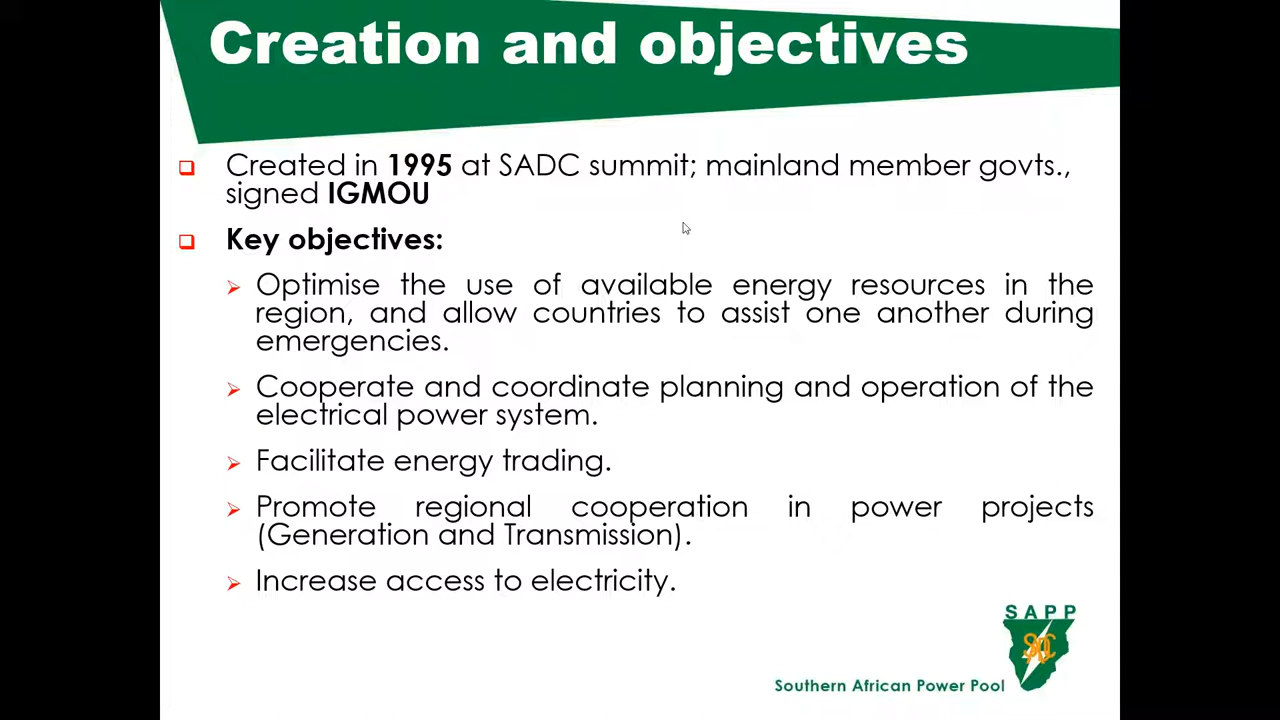 Creation and objectives
Created in 1995 at SADC summit; mainland member govts.,
signed IGMOU
Key objectives:
Optimise the use of available energy resources in the
region, and allow countries to assist one another during
emergencies.
Cooperate and coordinate planning and operation of the
electrical power system.
Facilitate energy trading.
Promote regional cooperation in power projects
(Generation and Transmission).
Increase access to electricity.
SAPP
SADC
Southern African Power Pool